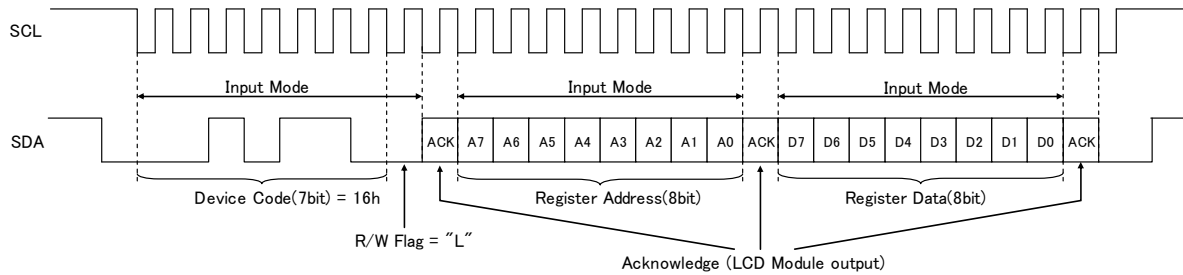 SCL
Input Mode Input Mode Input Mode
SDA ACK A7 A6 A5 A4 A3 A2 A1 A0 ACK D7 D6 D5 D4 D3 D2 D1 D0 ACK
Device Code(7bit) = 16h Register Address(8bit) Register Data(8bit)
R/W Flag = "L"
Acknowledge (LCD Module output)